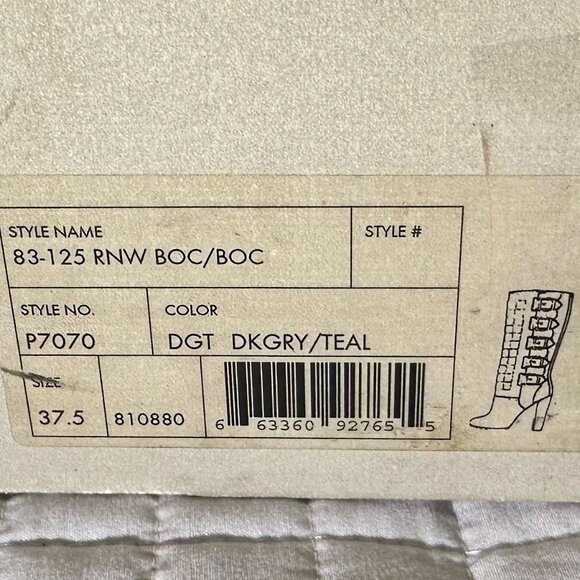 STYLE NAME
83-125 RNW BOC/BOC
STYLE #
STYLE NO.
P7070
COLOR
DGT DKGRY/TEAL
SIZE
37.5
810880
6 63360 92765 5